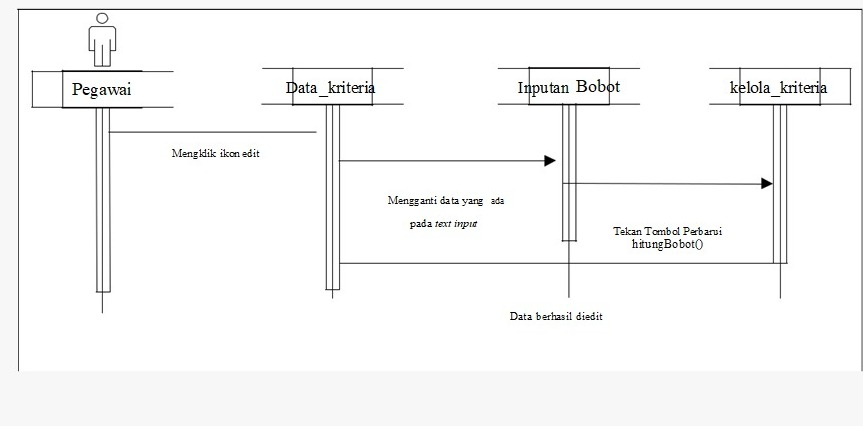 Pegawai
Data_kriteria
Inputan Bobot
kelola_kriteria
Mengklik ikon edit
Mengganti data yang ada
pada text input
Tekan Tombol Perbarui
hitungBobot()
Data berhasil diedit